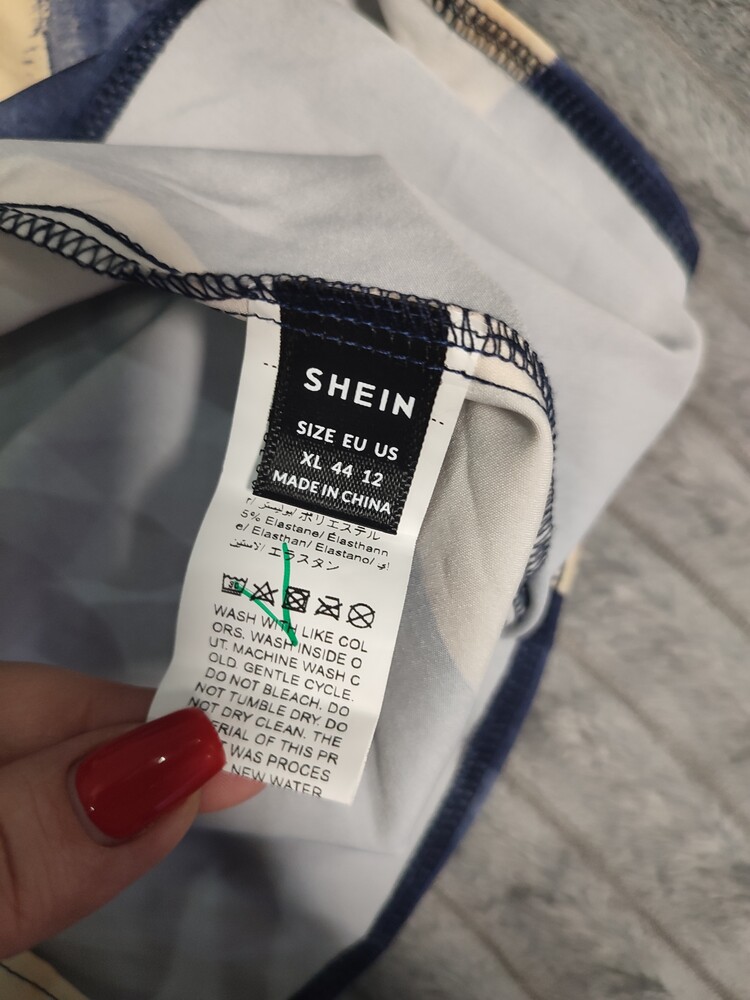 SHEIN
SIZE EU US
XL 44 12
MADE IN CHINA
بوليستر/ ポリエステル
5% Elastane/ Élasthann
e/ Elasthan/ Elastano/
エラスタン
30
WASH WITH LIKE COL
ORS. WASH INSIDE O
UT. MACHINE WASH C
OLD GENTLE CYCLE.
DO NOT BLEACH. DO
NOT TUMBLE DRY. DO
NOT DRY CLEAN. THE
ERIAL OF THIS PR
WAS PROCES
NEW WATER